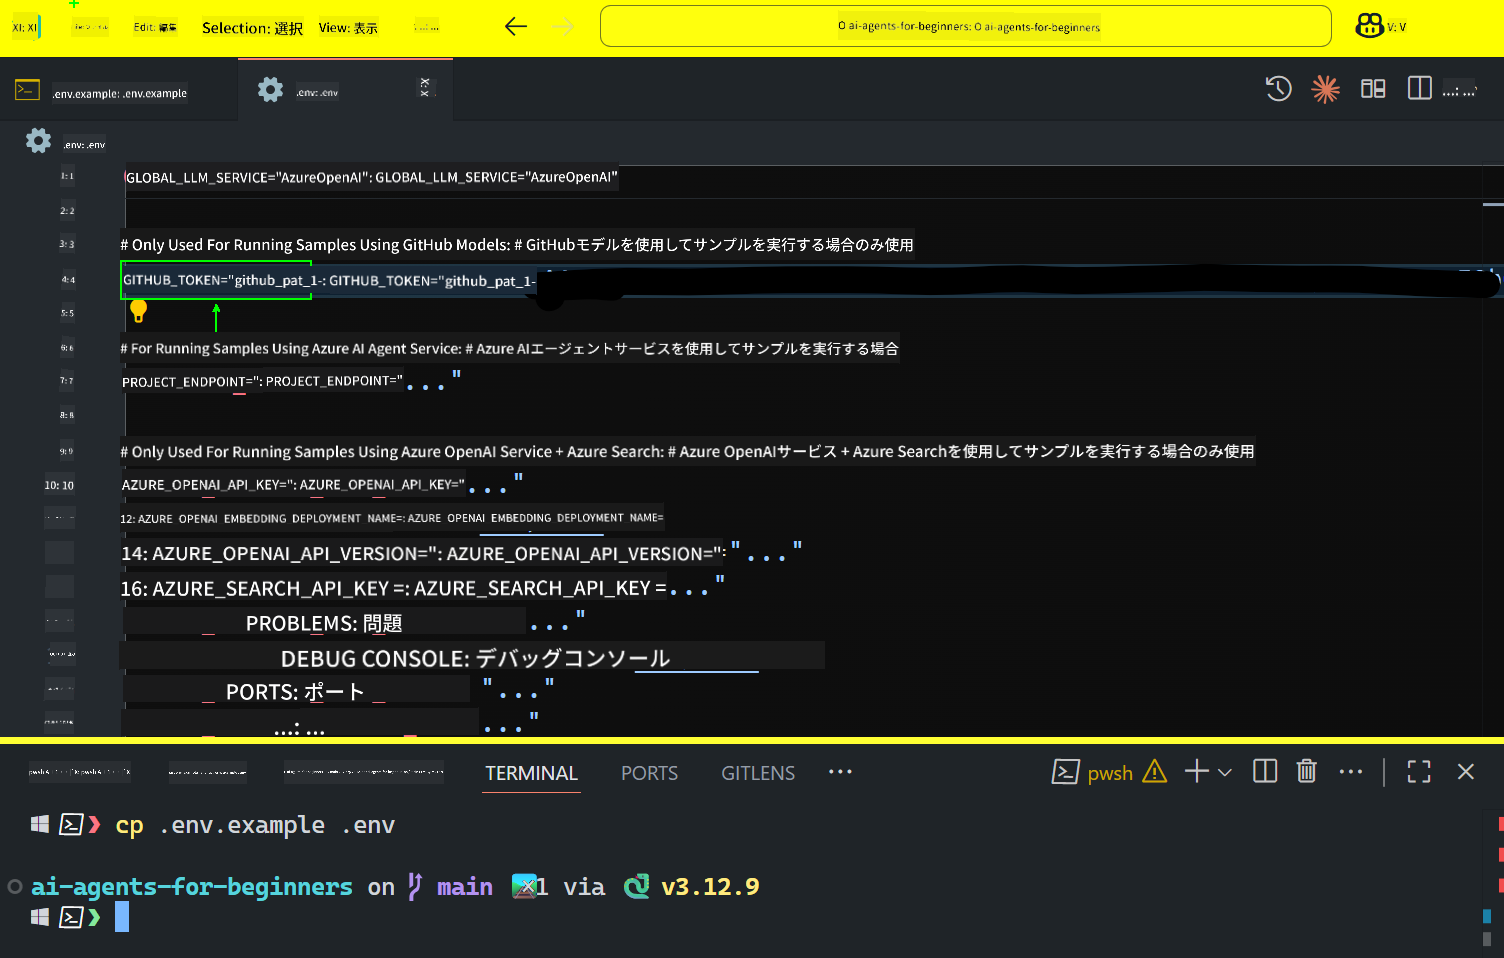 XI: XI
Edit: 編集 Selection: 選択 View: 表示
O ai-agents-for-beginners: O ai-agents-for-beginners
V: V
.env.example: .env.example
.env: .env
X: X
...: ...
.env: .env
1: 1 GLOBAL_LLM_SERVICE="AzureOpenAI": GLOBAL_LLM_SERVICE="AzureOpenAI"
2: 2
3: 3 # Only Used For Running Samples Using GitHub Models: # GitHubモデルを使用してサンプルを実行する場合のみ使用
4: 4 GITHUB_TOKEN="github_pat_1-: GITHUB_TOKEN="github_pat_1-
5: 5
6: 6 # For Running Samples Using Azure AI Agent Service: # Azure AIエージェントサービスを使用してサンプルを実行する場合
7: 7 PROJECT_ENDPOINT=": PROJECT_ENDPOINT="..."
8: 8
9: 9 # Only Used For Running Samples Using Azure OpenAI Service + Azure Search: # Azure OpenAIサービス + Azure Searchを使用してサンプルを実行する場合のみ使用
10: 10 AZURE_OPENAI_API_KEY=": AZURE_OPENAI_API_KEY="..."
12: AZURE_OPENAI_EMBEDDING_DEPLOYMENT_NAME=: AZURE_OPENAI_EMBEDDING_DEPLOYMENT_NAME=
14: AZURE_OPENAI_API_VERSION=": AZURE_OPENAI_API_VERSION=": "..."
16: AZURE_SEARCH_API_KEY =: AZURE_SEARCH_API_KEY =..."
PROBLEMS: 問題 ..."
DEBUG CONSOLE: デバッグコンソール
PORTS: ポート "..."
...: ... ..."
TERMINAL PORTS GITLENS ... pwsh ...
cp .env.example .env
ai-agents-for-beginners on main 1 via v3.12.9